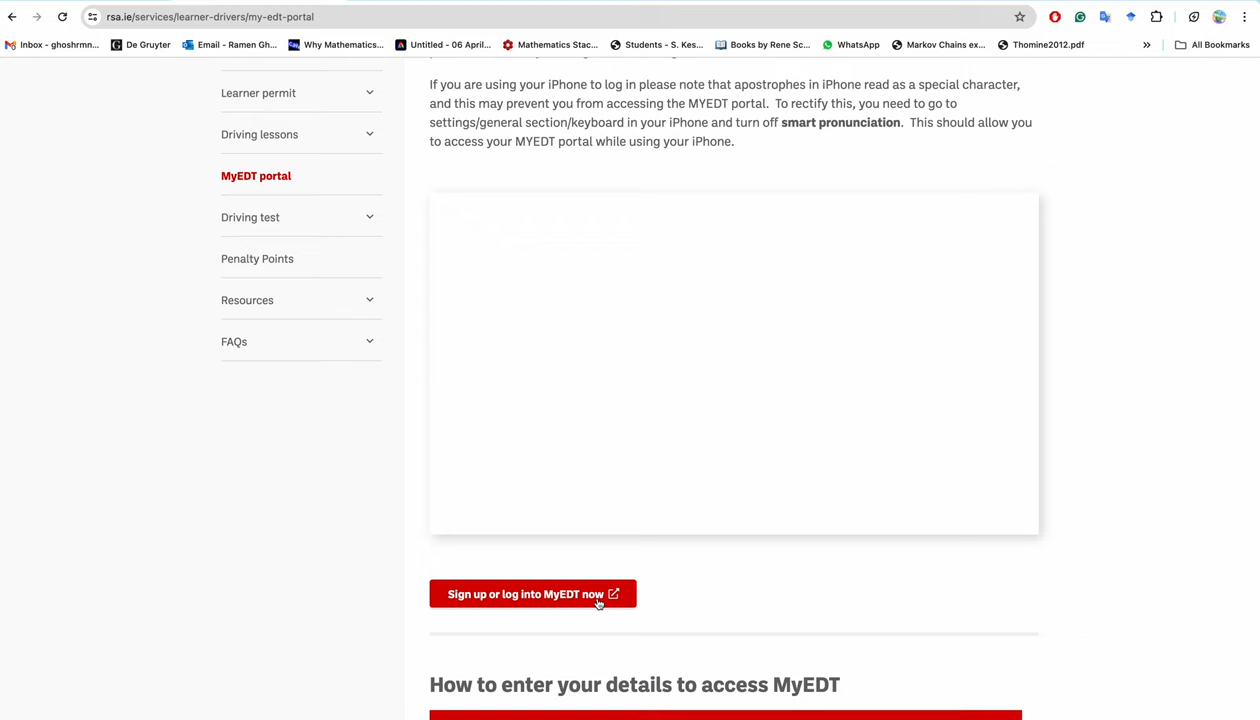 rsa.ie/services/learner-drivers/my-edt-portal
Inbox - ghoshrmn...
De Gruyter
Email - Ramen Gh...
Why Mathematics...
Untitled - 06 April...
Mathematics Stac...
Students - S. Kes...
Books by Rene Sc...
WhatsApp
Markov Chains ex...
Thomine2012.pdf
»
All Bookmarks
Learner permit
Driving lessons
MyEDT portal
Driving test
Penalty Points
Resources
FAQs
If you are using your iPhone to log in please note that apostrophes in iPhone read as a special character,
and this may prevent you from accessing the MYEDT portal. To rectify this, you need to go to
settings/general section/keyboard in your iPhone and turn off smart pronunciation. This should allow you
to access your MYEDT portal while using your iPhone.
Sign up or log into MyEDT now
How to enter your details to access MyEDT